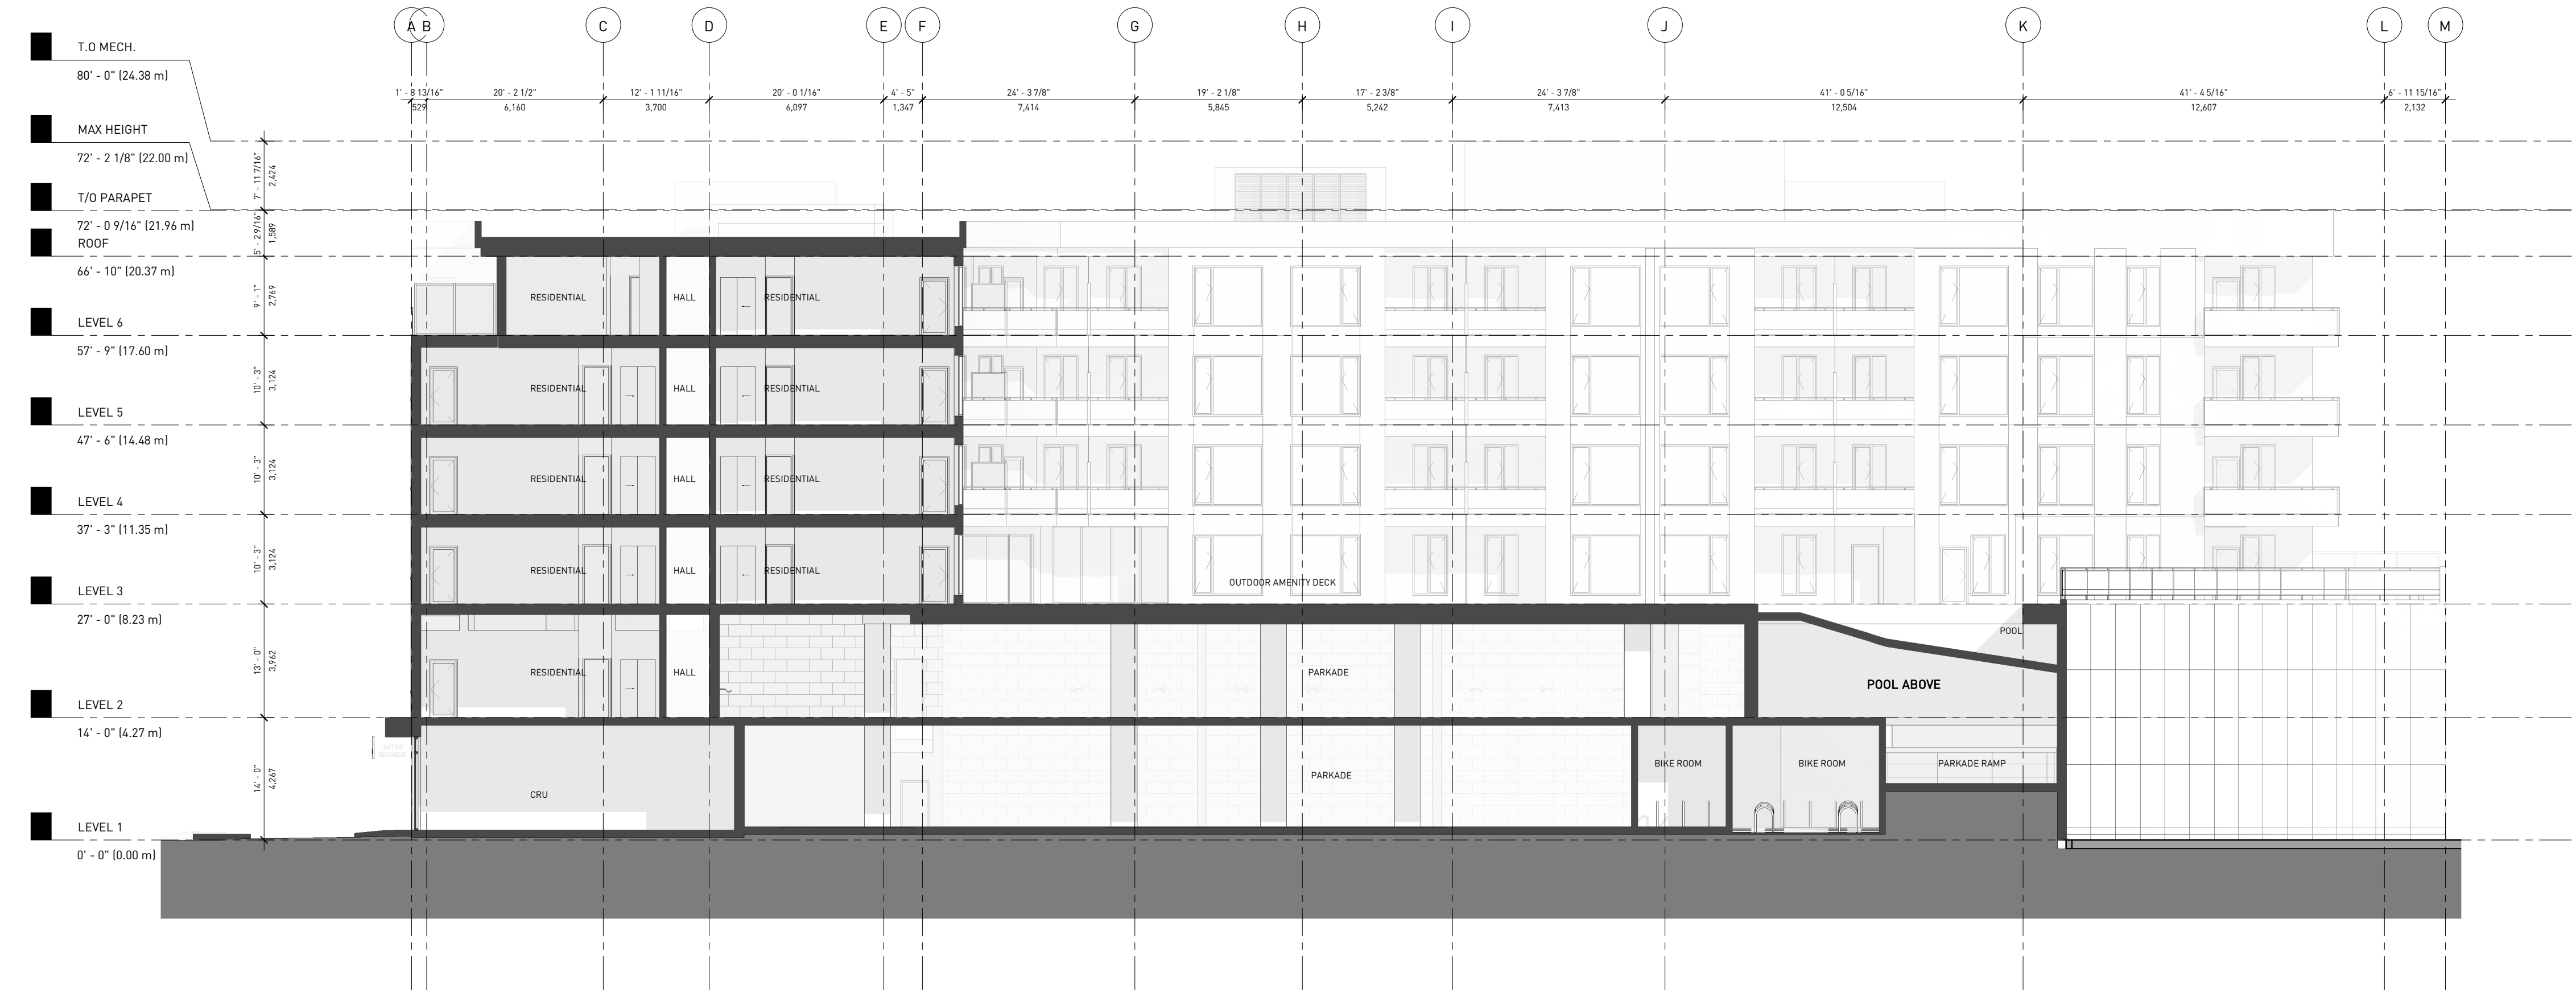 A B C D E F G H I J K L M
T.O MECH.
80' - 0" (24.38 m)
1' - 8 13/16" 20' - 2 1/2" 12' - 1 11/16" 20' - 0 1/16" 4' - 5" 24' - 3 7/8" 19' - 2 1/8" 17' - 2 3/8" 24' - 3 7/8" 41' - 0 5/16" 41' - 4 5/16" 6' - 11 15/16"
529 6,160 3,700 6,097 1,347 7,414 5,845 5,242 7,413 12,504 12,607 2,132
MAX HEIGHT
72' - 2 1/8" (22.00 m)
7' - 11 7/16"
2,424
T/O PARAPET
72' - 0 9/16" (21.96 m)
5' - 2 9/16"
1,589
ROOF
66' - 10" (20.37 m)
9' - 1"
2,769
RESIDENTIAL HALL RESIDENTIAL
LEVEL 6
57' - 9" (17.60 m)
10' - 3"
3,124
RESIDENTIAL HALL RESIDENTIAL
LEVEL 5
47' - 6" (14.48 m)
10' - 3"
3,124
RESIDENTIAL HALL RESIDENTIAL
LEVEL 4
37' - 3" (11.35 m)
10' - 3"
3,124
RESIDENTIAL HALL RESIDENTIAL
OUTDOOR AMENITY DECK
LEVEL 3
27' - 0" (8.23 m)
13' - 0"
3,962
POOL
RESIDENTIAL HALL PARKADE
POOL ABOVE
LEVEL 2
14' - 0" (4.27 m)
14' - 0"
4,267
BIKE ROOM BIKE ROOM PARKADE RAMP
PARKADE
CRU
LEVEL 1
0' - 0" (0.00 m)